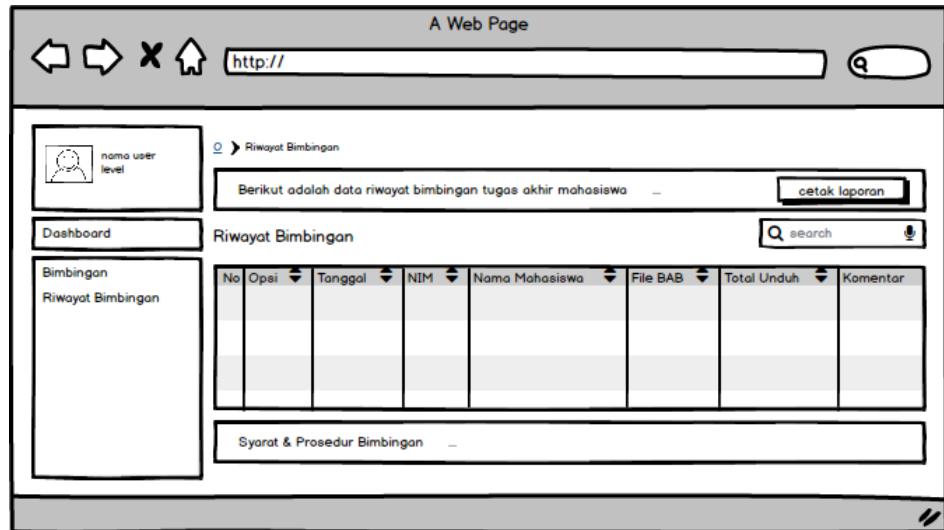 A Web Page
http://
nama user
level
O Riwayat Bimbingan
Berikut adalah data riwayat bimbingan tugas akhir mahasiswa ...
cetak laporan
Dashboard
Riwayat Bimbingan
search
Bimbingan
Riwayat Bimbingan
No Opsi Tanggal NIM Nama Mahasiswa File BAB Total Unduh Komentar
Syarat & Prosedur Bimbingan ...